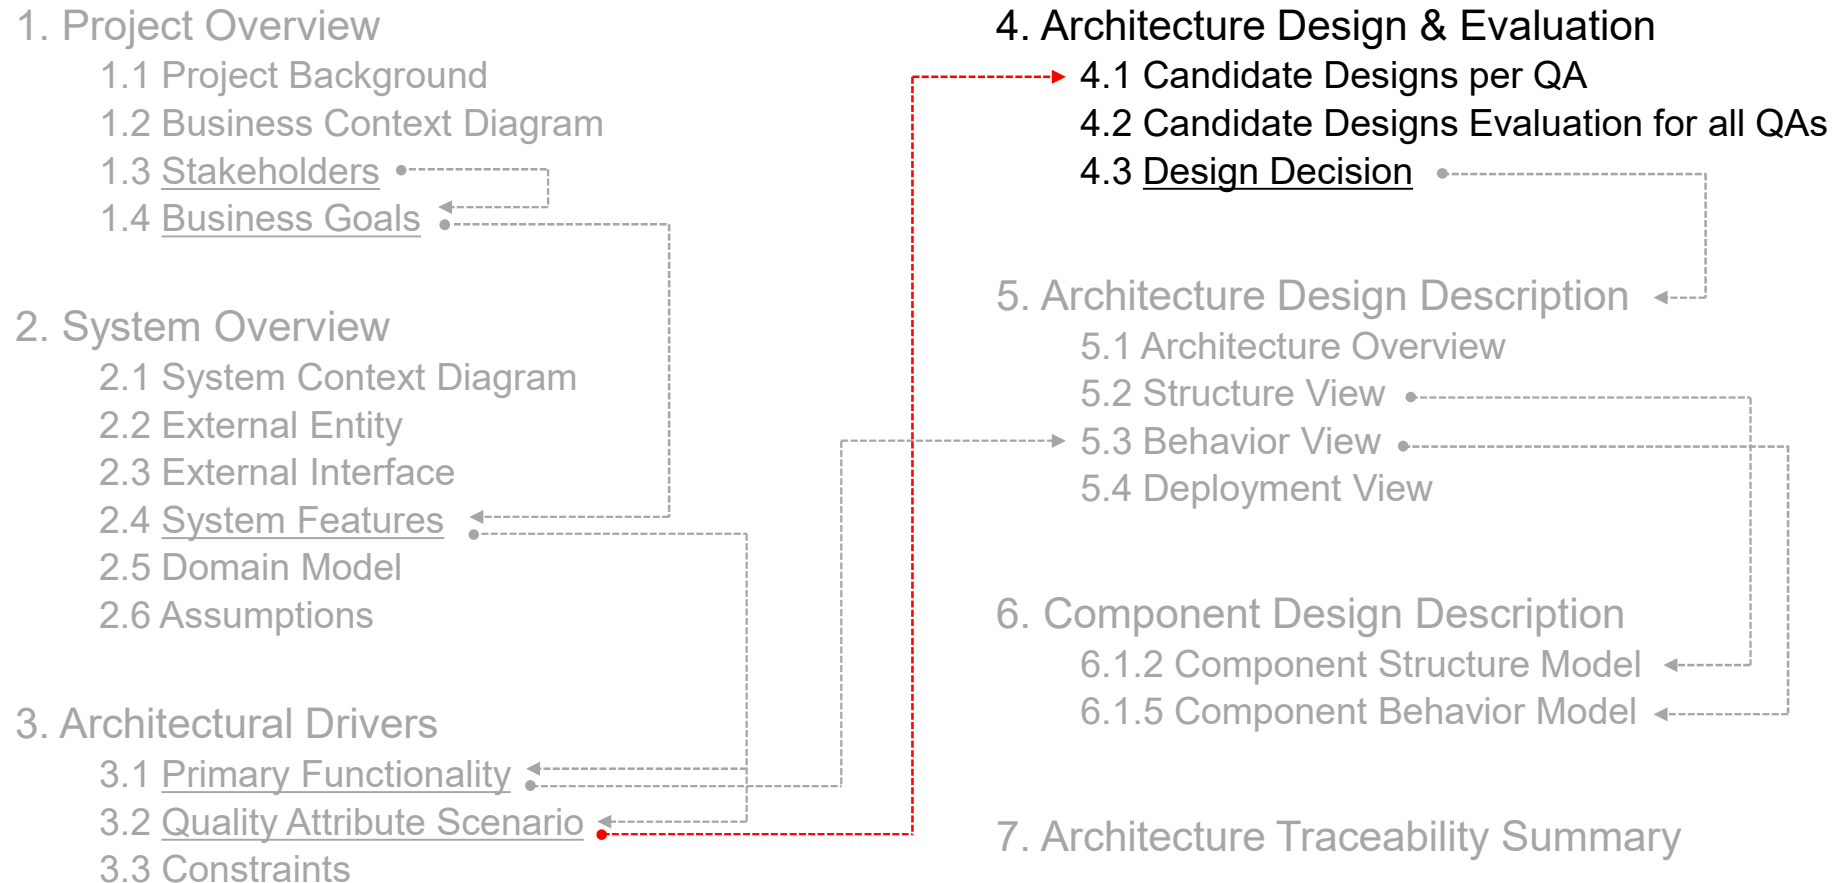 1. Project Overview
1.1 Project Background
1.2 Business Context Diagram
1.3 Stakeholders
1.4 Business Goals
2. System Overview
2.1 System Context Diagram
2.2 External Entity
2.3 External Interface
2.4 System Features
2.5 Domain Model
2.6 Assumptions
3. Architectural Drivers
3.1 Primary Functionality
3.2 Quality Attribute Scenario
3.3 Constraints
4. Architecture Design & Evaluation
4.1 Candidate Designs per QA
4.2 Candidate Designs Evaluation for all QAs
4.3 Design Decision
5. Architecture Design Description
5.1 Architecture Overview
5.2 Structure View
5.3 Behavior View
5.4 Deployment View
6. Component Design Description
6.1.2 Component Structure Model
6.1.5 Component Behavior Model
7. Architecture Traceability Summary